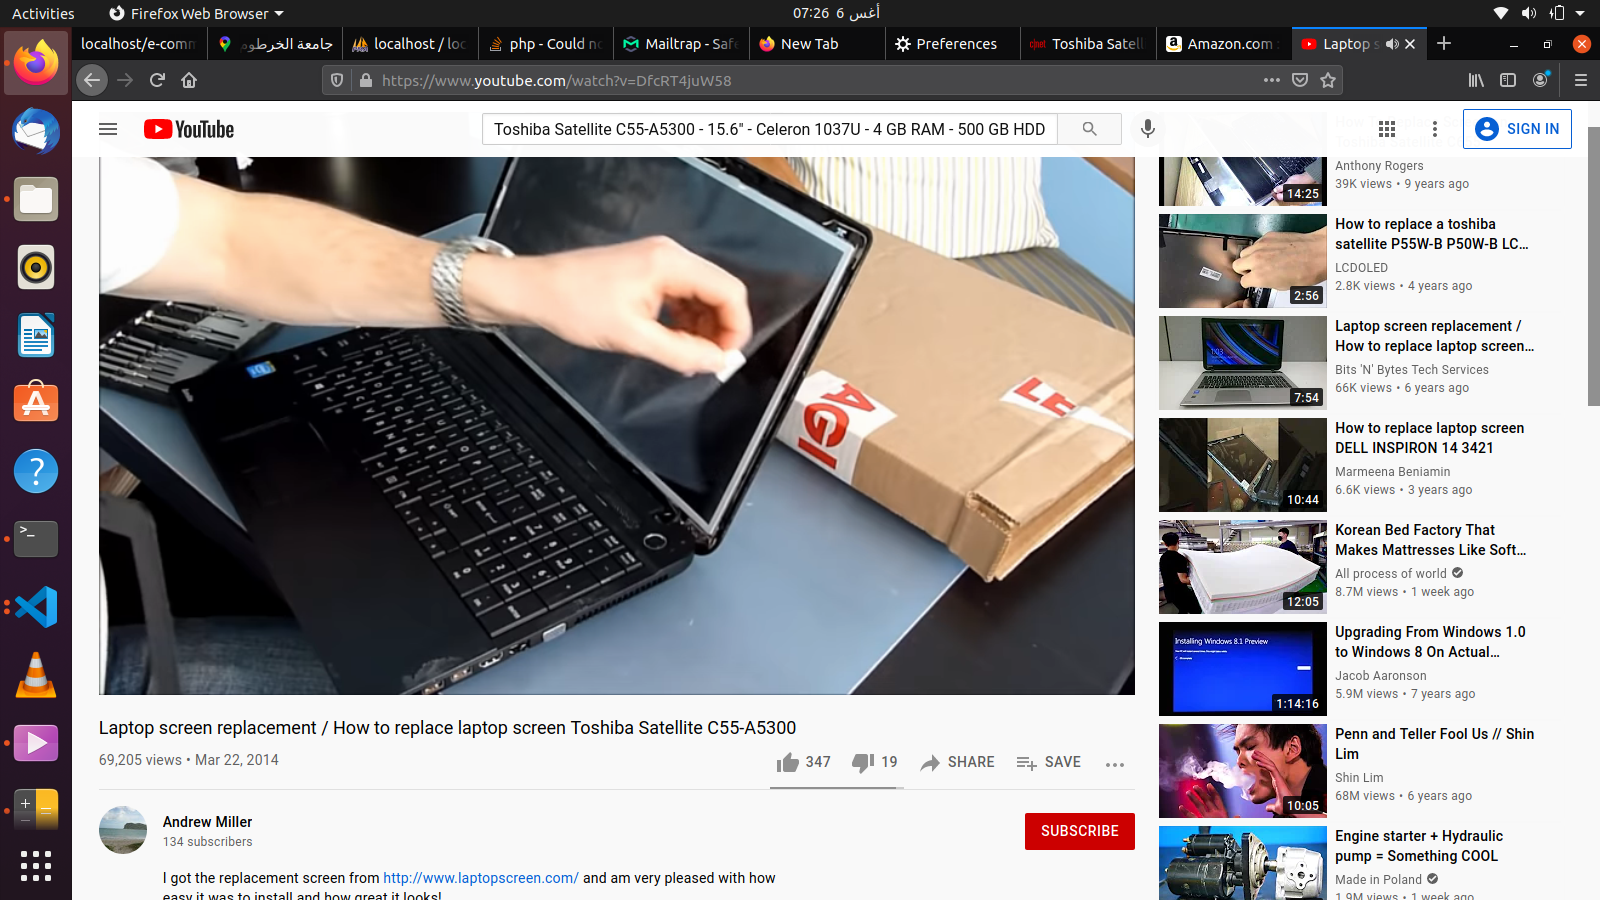 Activities
Firefox Web Browser
07:26 6 أغس
localhost/e-comm
جامعة الخرطوم
localhost / loc
php - Could no
Mailtrap - Safe
New Tab
Preferences
Toshiba Satell
Amazon.com :
Laptop s
https://www.youtube.com/watch?v=DfcRT4juW58
YouTube
Toshiba Satellite C55-A5300 - 15.6" - Celeron 1037U - 4 GB RAM - 500 GB HDD
SIGN IN
Anthony Rogers
39K views • 9 years ago
14:25
How to replace a toshiba
satellite P55W-B P50W-B LC...
LCDOLED
2.8K views • 4 years ago
2:56
Laptop screen replacement /
How to replace laptop screen...
Bits 'N' Bytes Tech Services
66K views • 6 years ago
7:54
How to replace laptop screen
DELL INSPIRON 14 3421
Marmeena Beniamin
6.6K views • 3 years ago
10:44
Korean Bed Factory That
Makes Mattresses Like Soft...
All process of world
8.7M views • 1 week ago
12:05
Installing Windows 8.1 Preview
Upgrading From Windows 1.0
to Windows 8 On Actual...
Jacob Aaronson
5.9M views • 7 years ago
1:14:16
Penn and Teller Fool Us // Shin
Lim
Shin Lim
68M views • 6 years ago
10:05
Engine starter + Hydraulic
pump = Something COOL
Made in Poland
1.9M views • 1 week ago
AGI
Laptop screen replacement / How to replace laptop screen Toshiba Satellite C55-A5300
69,205 views • Mar 22, 2014
347
19
SHARE
SAVE
Andrew Miller
134 subscribers
SUBSCRIBE
I got the replacement screen from http://www.laptopscreen.com/ and am very pleased with how
easy it was to install and how great it looks!